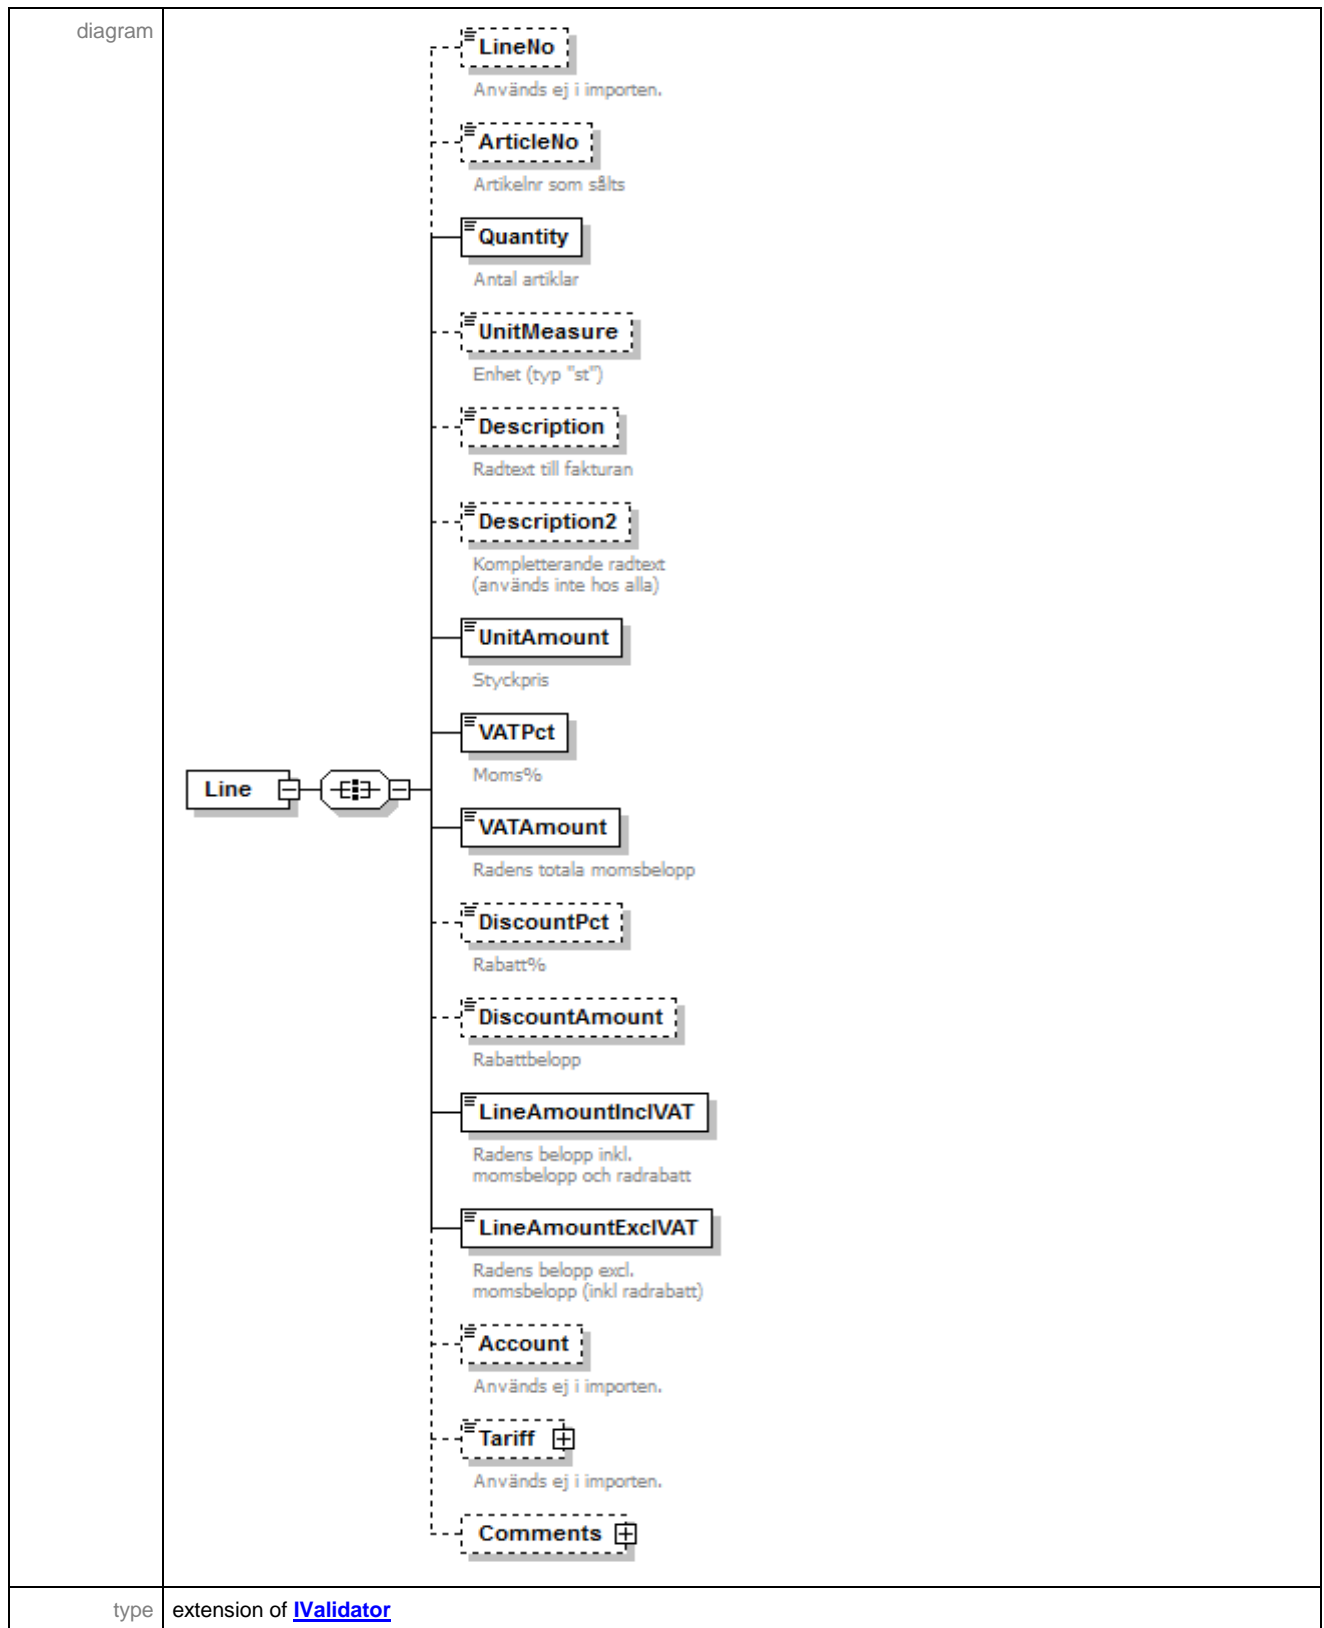 diagram
LineNo
Används ej i importen.
ArticleNo
Artikelnr som sålts
Quantity
Antal artiklar
UnitMeasure
Enhet (typ "st")
Description
Radtext till fakturan
Description2
Kompletterande radtext
(används inte hos alla)
UnitAmount
Styckpris
VATPct
Moms%
Line
VATAmount
Radens totala momsbelopp
DiscountPct
Rabatt%
DiscountAmount
Rabattbelopp
LineAmountInclVAT
Radens belopp inkl.
momsbelopp och radrabatt
LineAmountExclVAT
Radens belopp excl.
momsbelopp (inkl radrabatt)
Account
Används ej i importen.
Tariff
Används ej i importen.
Comments
type extension of IValidator